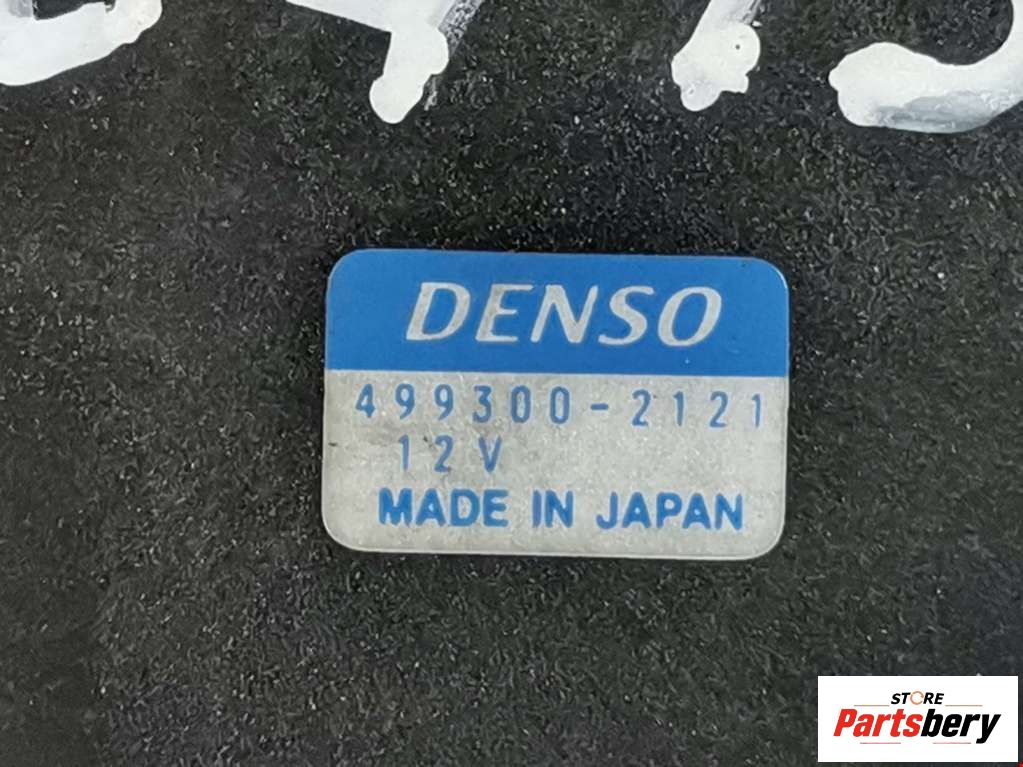 DENSO
499300-2121
12V
MADE IN JAPAN
STORE
Partsbery